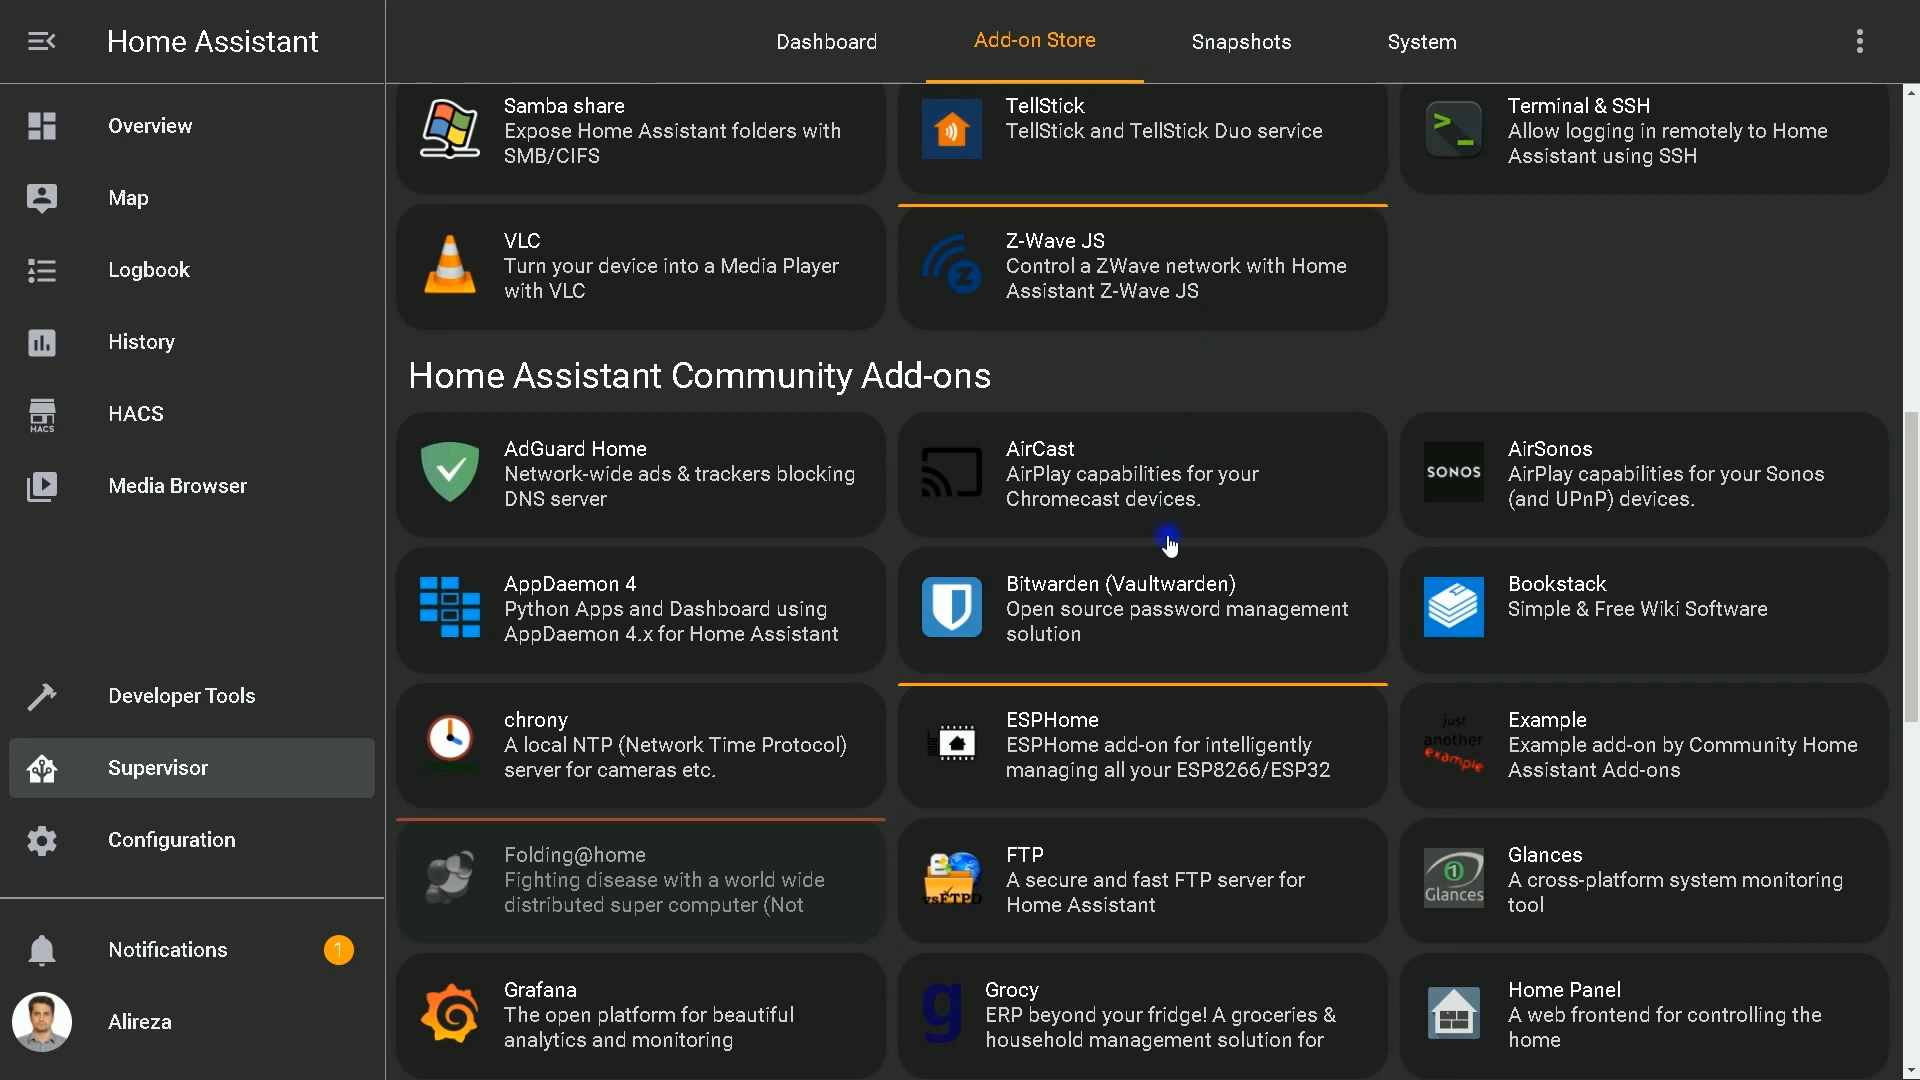 Home Assistant
Dashboard
Add-on Store
Snapshots
System
Overview
Map
Logbook
History
HACS
HACS
Media Browser
Developer Tools
Supervisor
Configuration
Notifications
1
Alireza
Samba share
Expose Home Assistant folders with
SMB/CIFS
TellStick
TellStick and TellStick Duo service
>_
Terminal & SSH
Allow logging in remotely to Home
Assistant using SSH
VLC
Turn your device into a Media Player
with VLC
Z
Z-Wave JS
Control a ZWave network with Home
Assistant Z-Wave JS
Home Assistant Community Add-ons
AdGuard Home
Network-wide ads & trackers blocking
DNS server
AirCast
AirPlay capabilities for your
Chromecast devices.
SONOS
AirSonos
AirPlay capabilities for your Sonos
(and UPnP) devices.
AppDaemon 4
Python Apps and Dashboard using
AppDaemon 4.x for Home Assistant
Bitwarden (Vaultwarden)
Open source password management
solution
Bookstack
Simple & Free Wiki Software
chrony
A local NTP (Network Time Protocol)
server for cameras etc.
ESPHome
ESPHome add-on for intelligently
managing all your ESP8266/ESP32
just
another
example
Example
Example add-on by Community Home
Assistant Add-ons
Folding@home
Fighting disease with a world wide
distributed super computer (Not
vsFTPD
FTP
A secure and fast FTP server for
Home Assistant
1
Glances
Glances
A cross-platform system monitoring
tool
Grafana
The open platform for beautiful
analytics and monitoring
g
Grocy
ERP beyond your fridge! A groceries &
household management solution for
Home Panel
A web frontend for controlling the
home